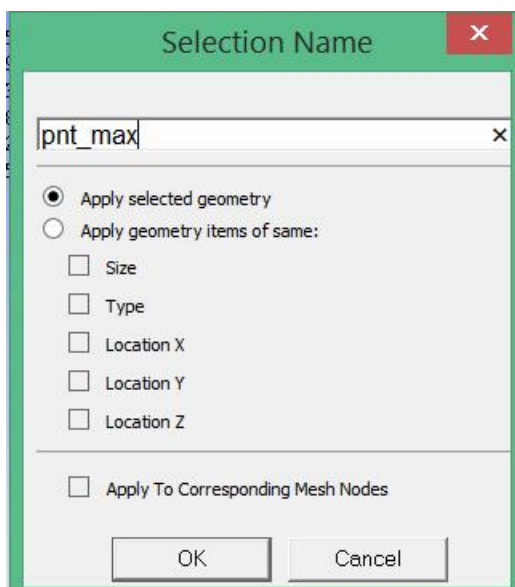 Selection Name
pnt_max
Apply selected geometry
Apply geometry items of same:
Size
Type
Location X
Location Y
Location Z
Apply To Corresponding Mesh Nodes
OK
Cancel